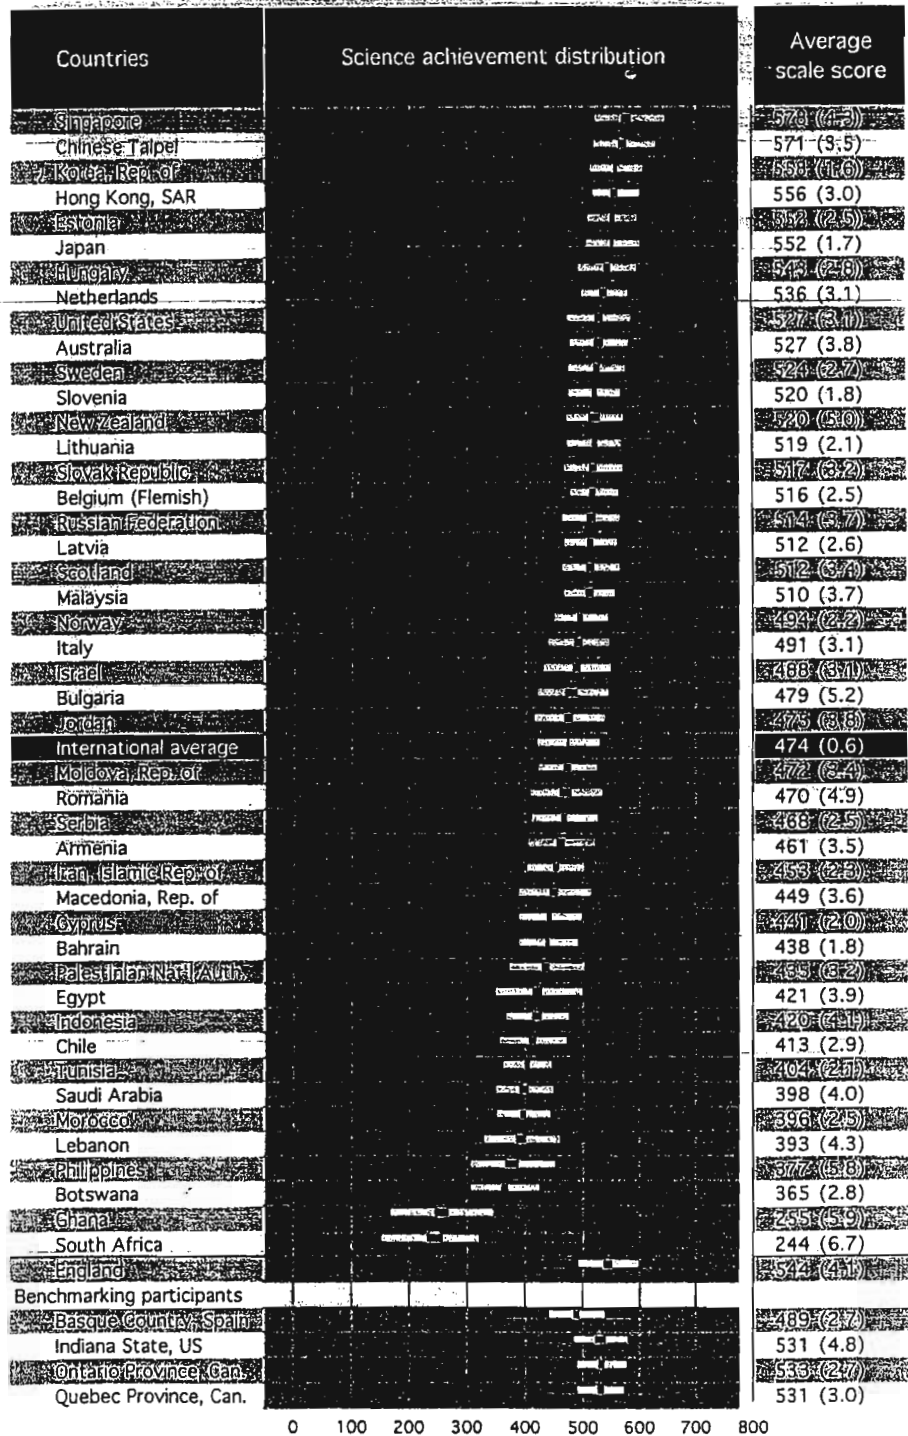 Countries Science achievement distribution Average scale score
Singapore 578 (4.3)
Chinese Taipei 571 (3.5)
Korea, Rep. of 558 (1.6)
Hong Kong, SAR 556 (3.0)
Estonia 552 (2.5)
Japan 552 (1.7)
Hungary 543 (2.8)
Netherlands 536 (3.1)
United States 527 (3.1)
Australia 527 (3.8)
Sweden 524 (2.7)
Slovenia 520 (1.8)
New Zealand 520 (5.0)
Lithuania 519 (2.1)
Slovak Republic 517 (3.2)
Belgium (Flemish) 516 (2.5)
Russian Federation 514 (3.7)
Latvia 512 (2.6)
Scotland 512 (3.4)
Malaysia 510 (3.7)
Norway 494 (2.2)
Italy 491 (3.1)
Israel 488 (3.1)
Bulgaria 479 (5.2)
Jordan 475 (3.8)
International average 474 (0.6)
Moldova, Rep. of 472 (3.4)
Romania 470 (4.9)
Serbia 468 (2.5)
Armenia 461 (3.5)
Iran, Islamic Rep. of 453 (2.3)
Macedonia, Rep. of 449 (3.6)
Cyprus 441 (2.0)
Bahrain 438 (1.8)
Palestinian Nat'l Auth. 435 (3.2)
Egypt 421 (3.9)
Indonesia 420 (4.1)
Chile 413 (2.9)
Tunisia 404 (2.1)
Saudi Arabia 398 (4.0)
Morocco 396 (2.5)
Lebanon 393 (4.3)
Philippines 377 (5.8)
Botswana 365 (2.8)
Ghana 255 (5.9)
South Africa 244 (6.7)
England 544 (4.1)
Benchmarking participants
Basque Country, Spain 489 (2.7)
Indiana State, US 531 (4.8)
Ontario Province, Can. 533 (2.7)
Quebec Province, Can. 531 (3.0)
0 100 200 300 400 500 600 700 800